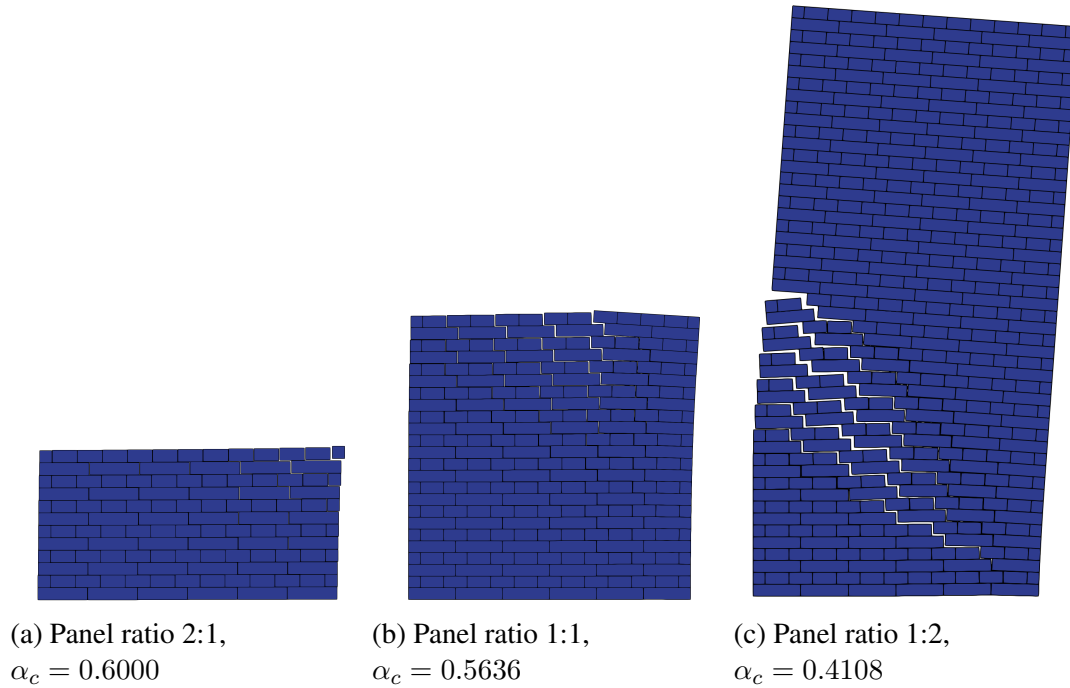 (a) Panel ratio 2:1,
α_c = 0.6000
(b) Panel ratio 1:1,
α_c = 0.5636
(c) Panel ratio 1:2,
α_c = 0.4108